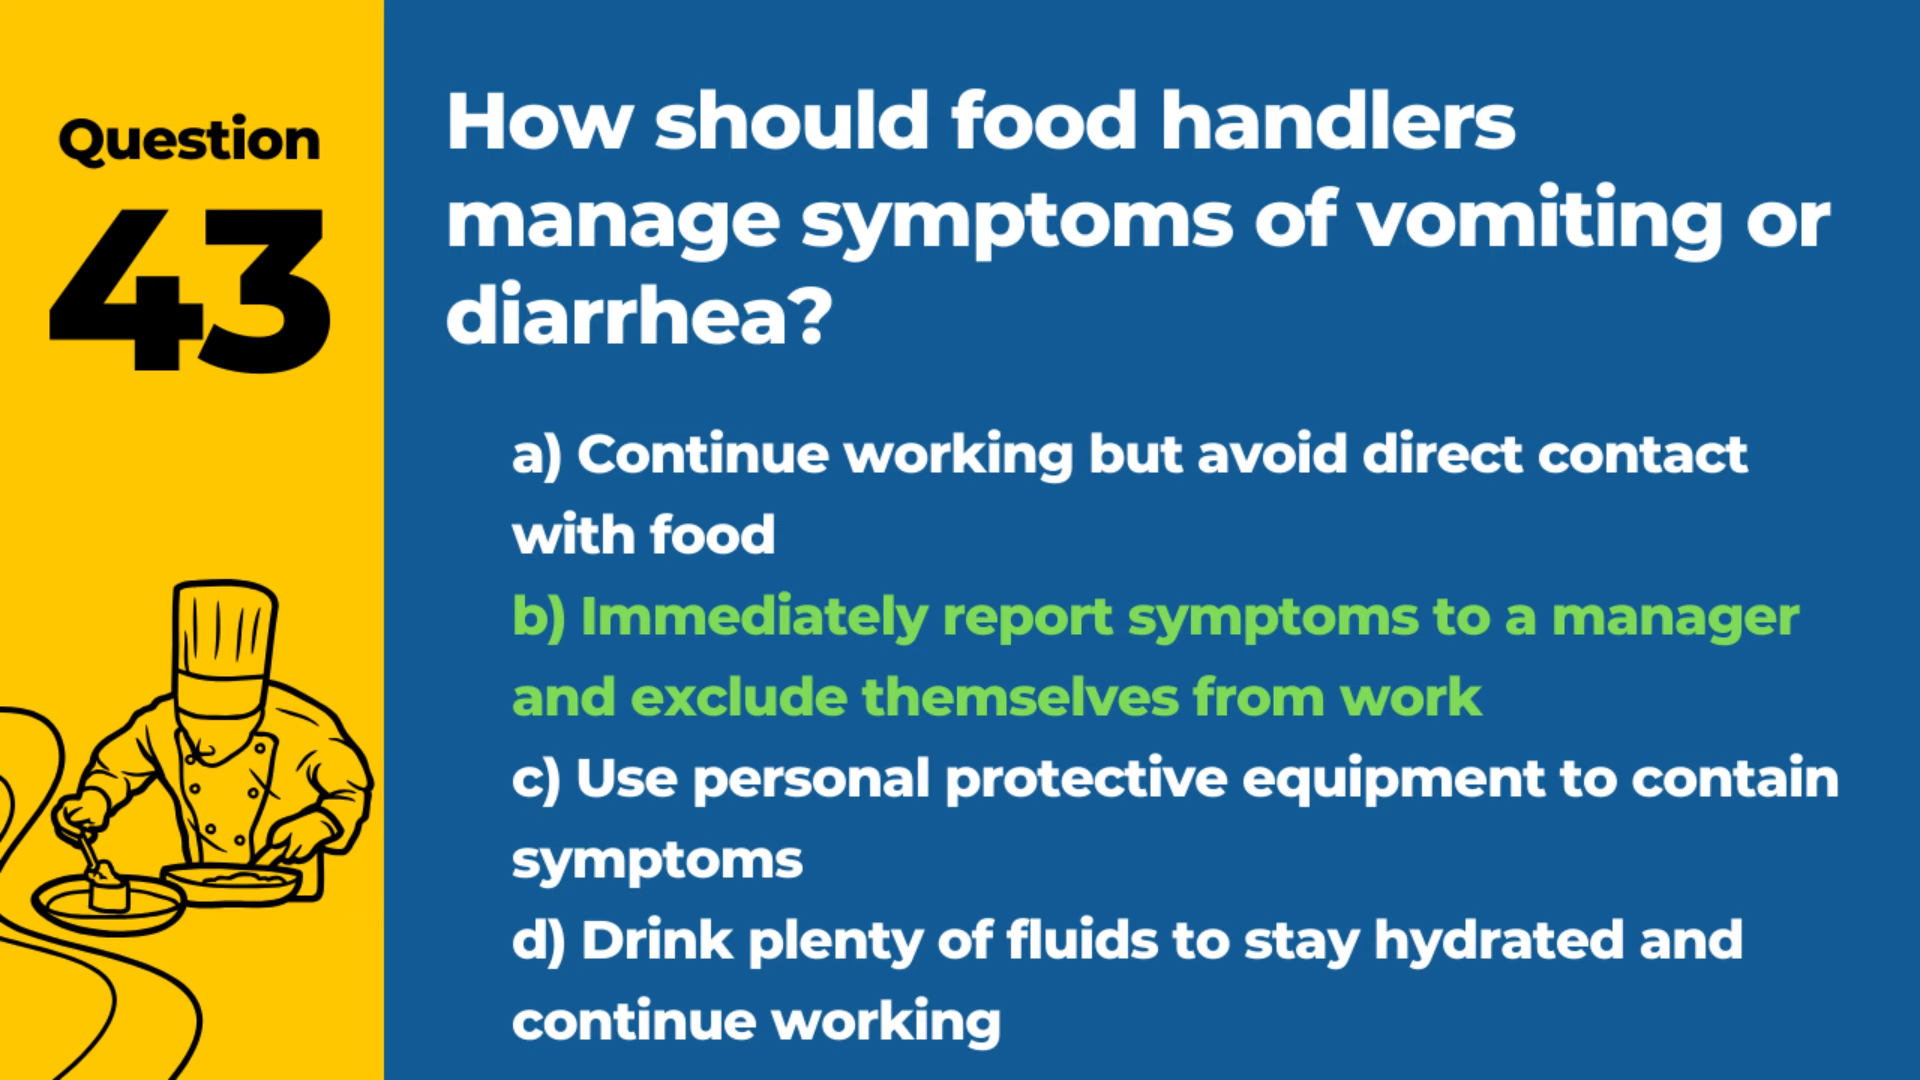 Question
43
How should food handlers
manage symptoms of vomiting or
diarrhea?
a) Continue working but avoid direct contact
with food
b) Immediately report symptoms to a manager
and exclude themselves from work
c) Use personal protective equipment to contain
symptoms
d) Drink plenty of fluids to stay hydrated and
continue working